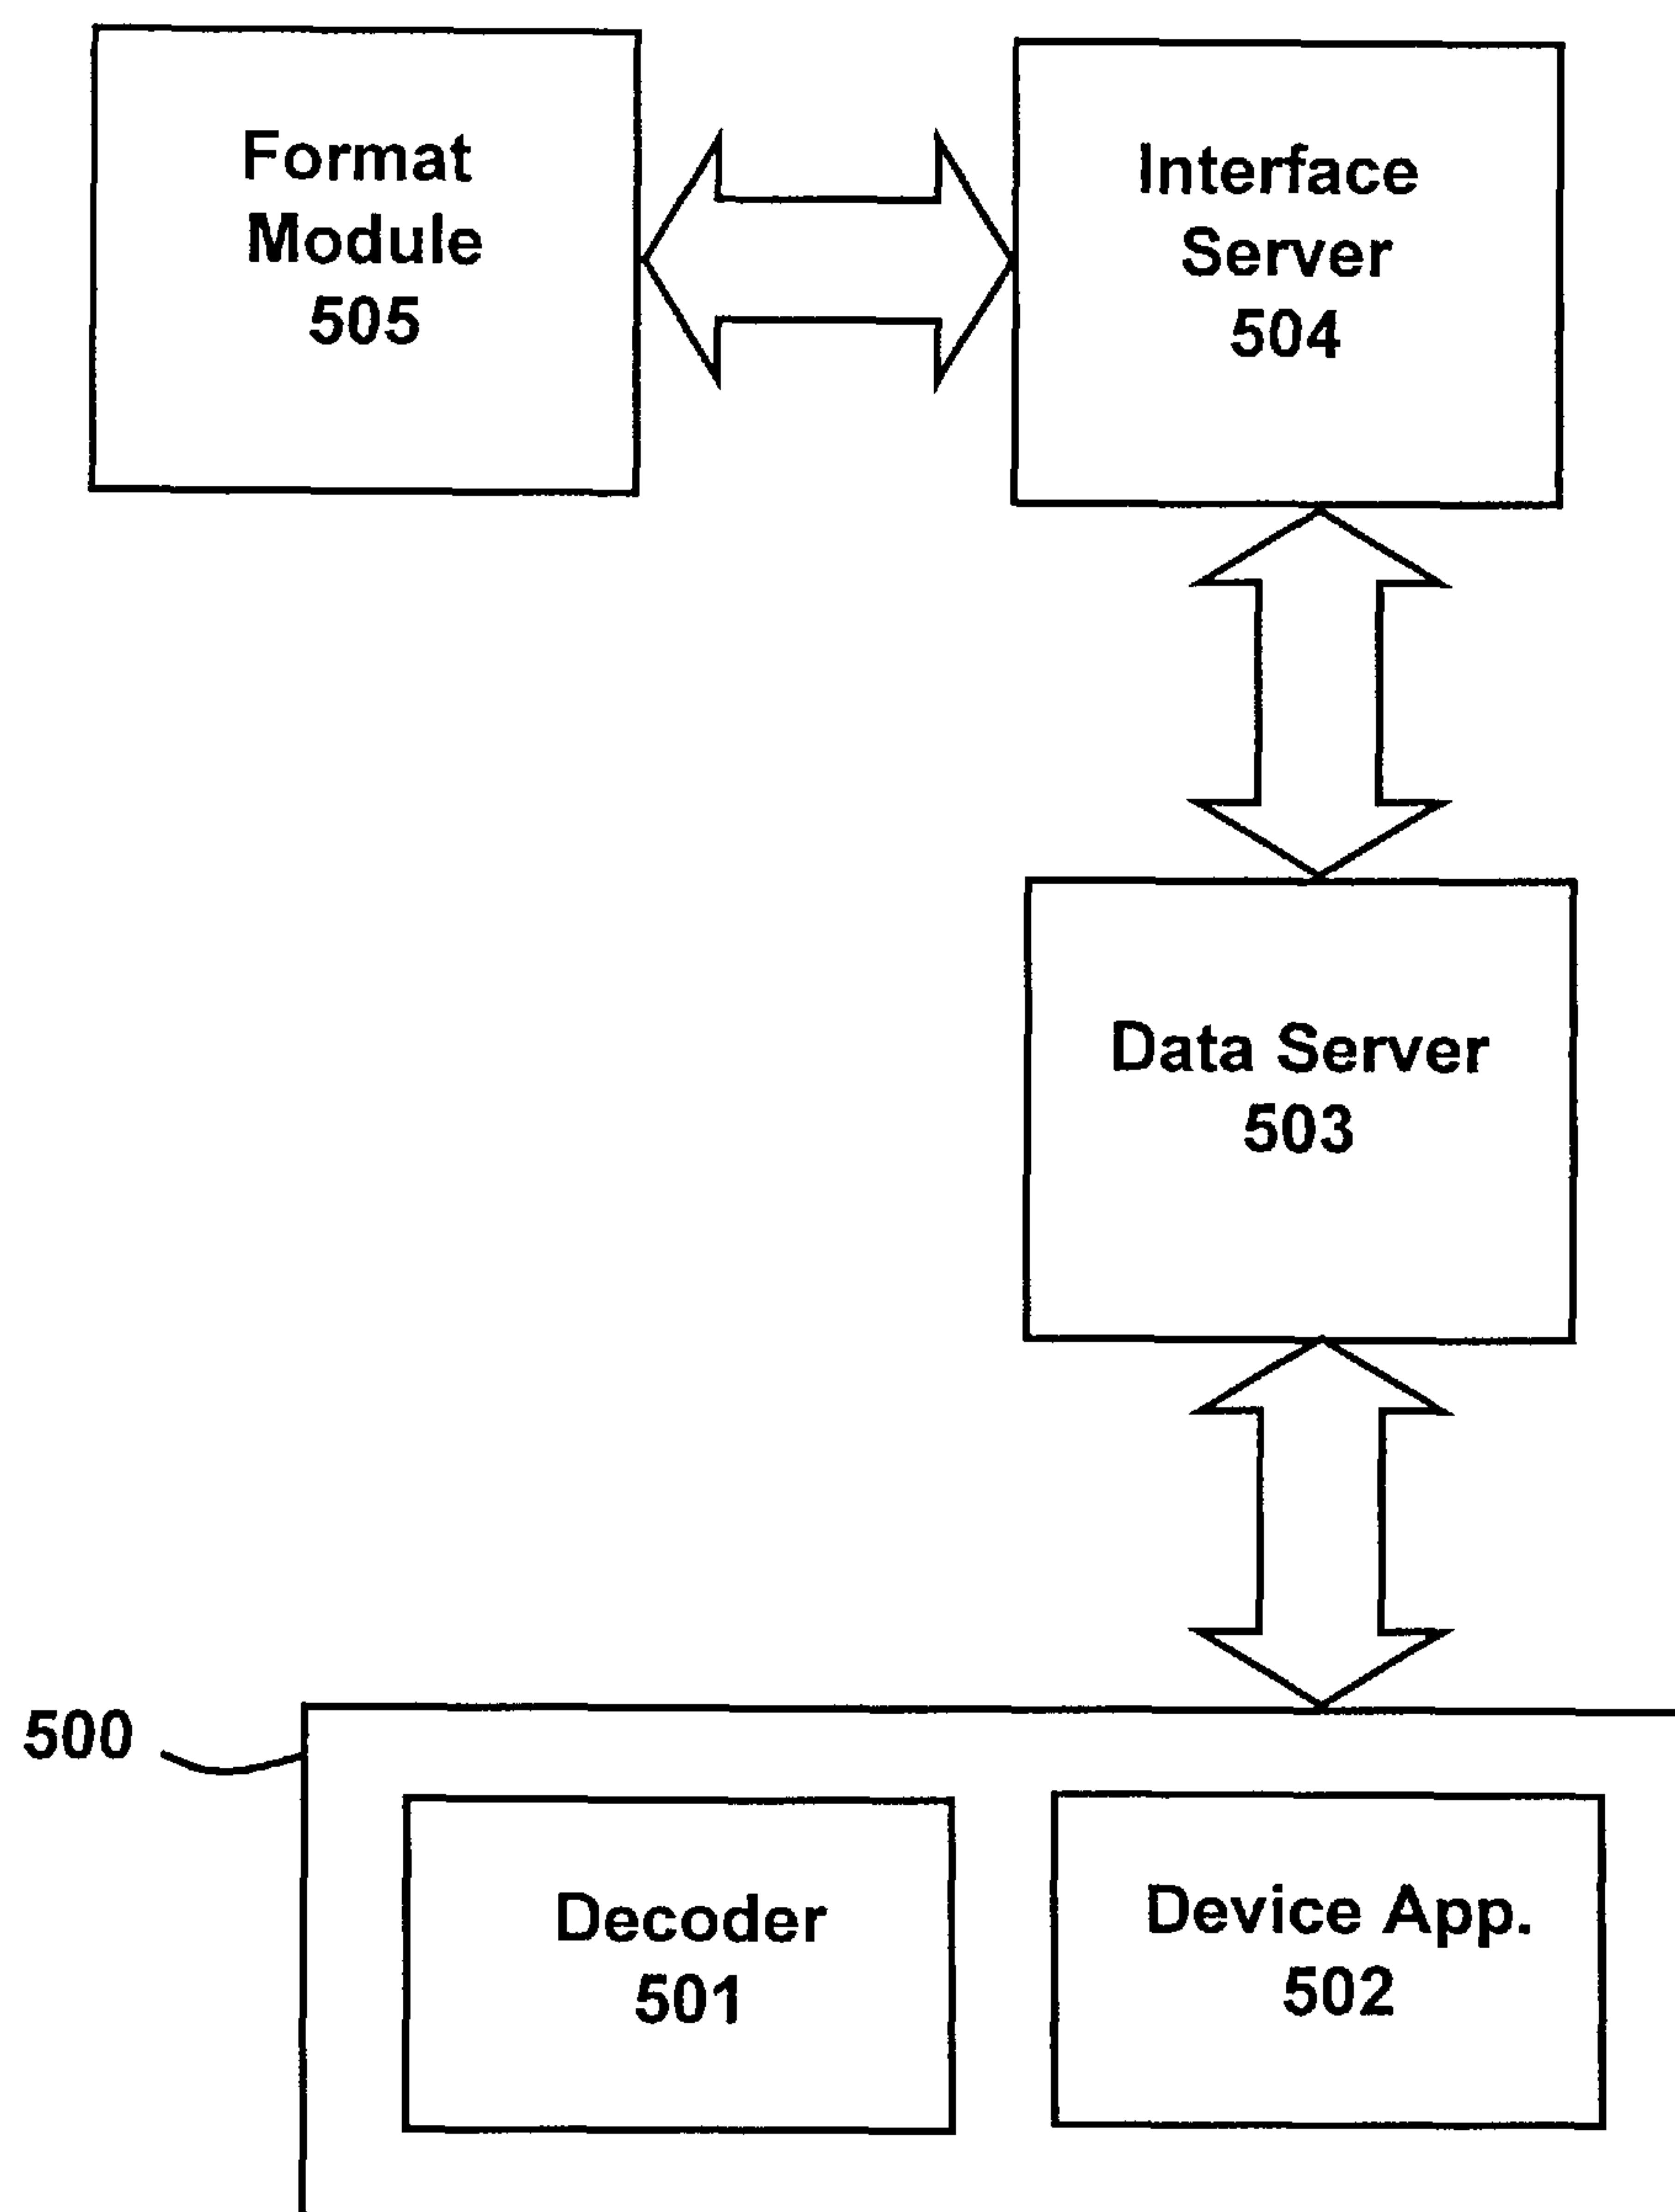 Format
Module
505
Interface
Server
504
Data Server
503
500
Decoder
501
Device App.
502